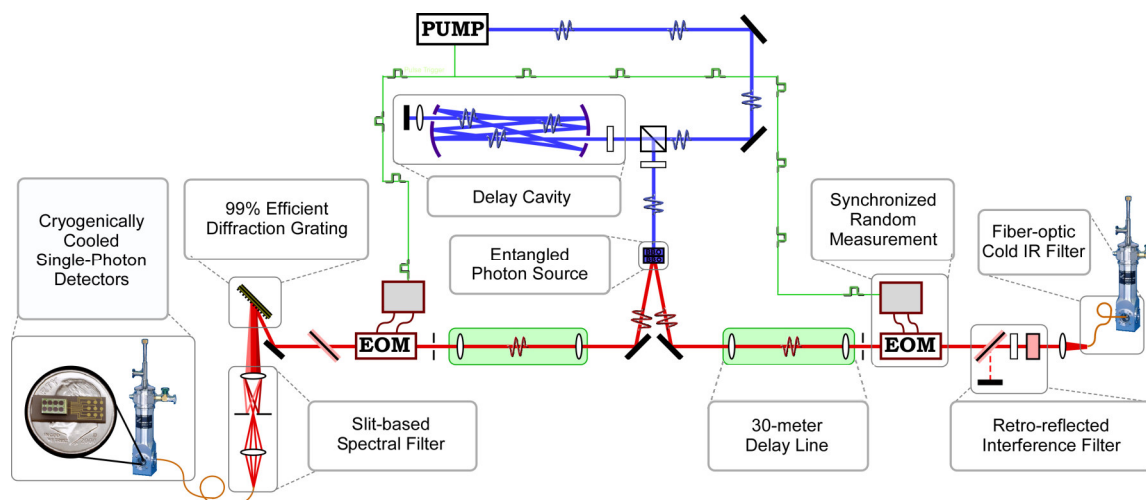 PUMP
Delay Cavity
99% Efficient
Diffraction Grating
Synchronized
Random
Measurement
Cryogenically
Cooled
Single-Photon
Detectors
Entangled
Photon Source
Fiber-optic
Cold IR Filter
EOM
EOM
Slit-based
Spectral Filter
30-meter
Delay Line
Retro-reflected
Interference Filter